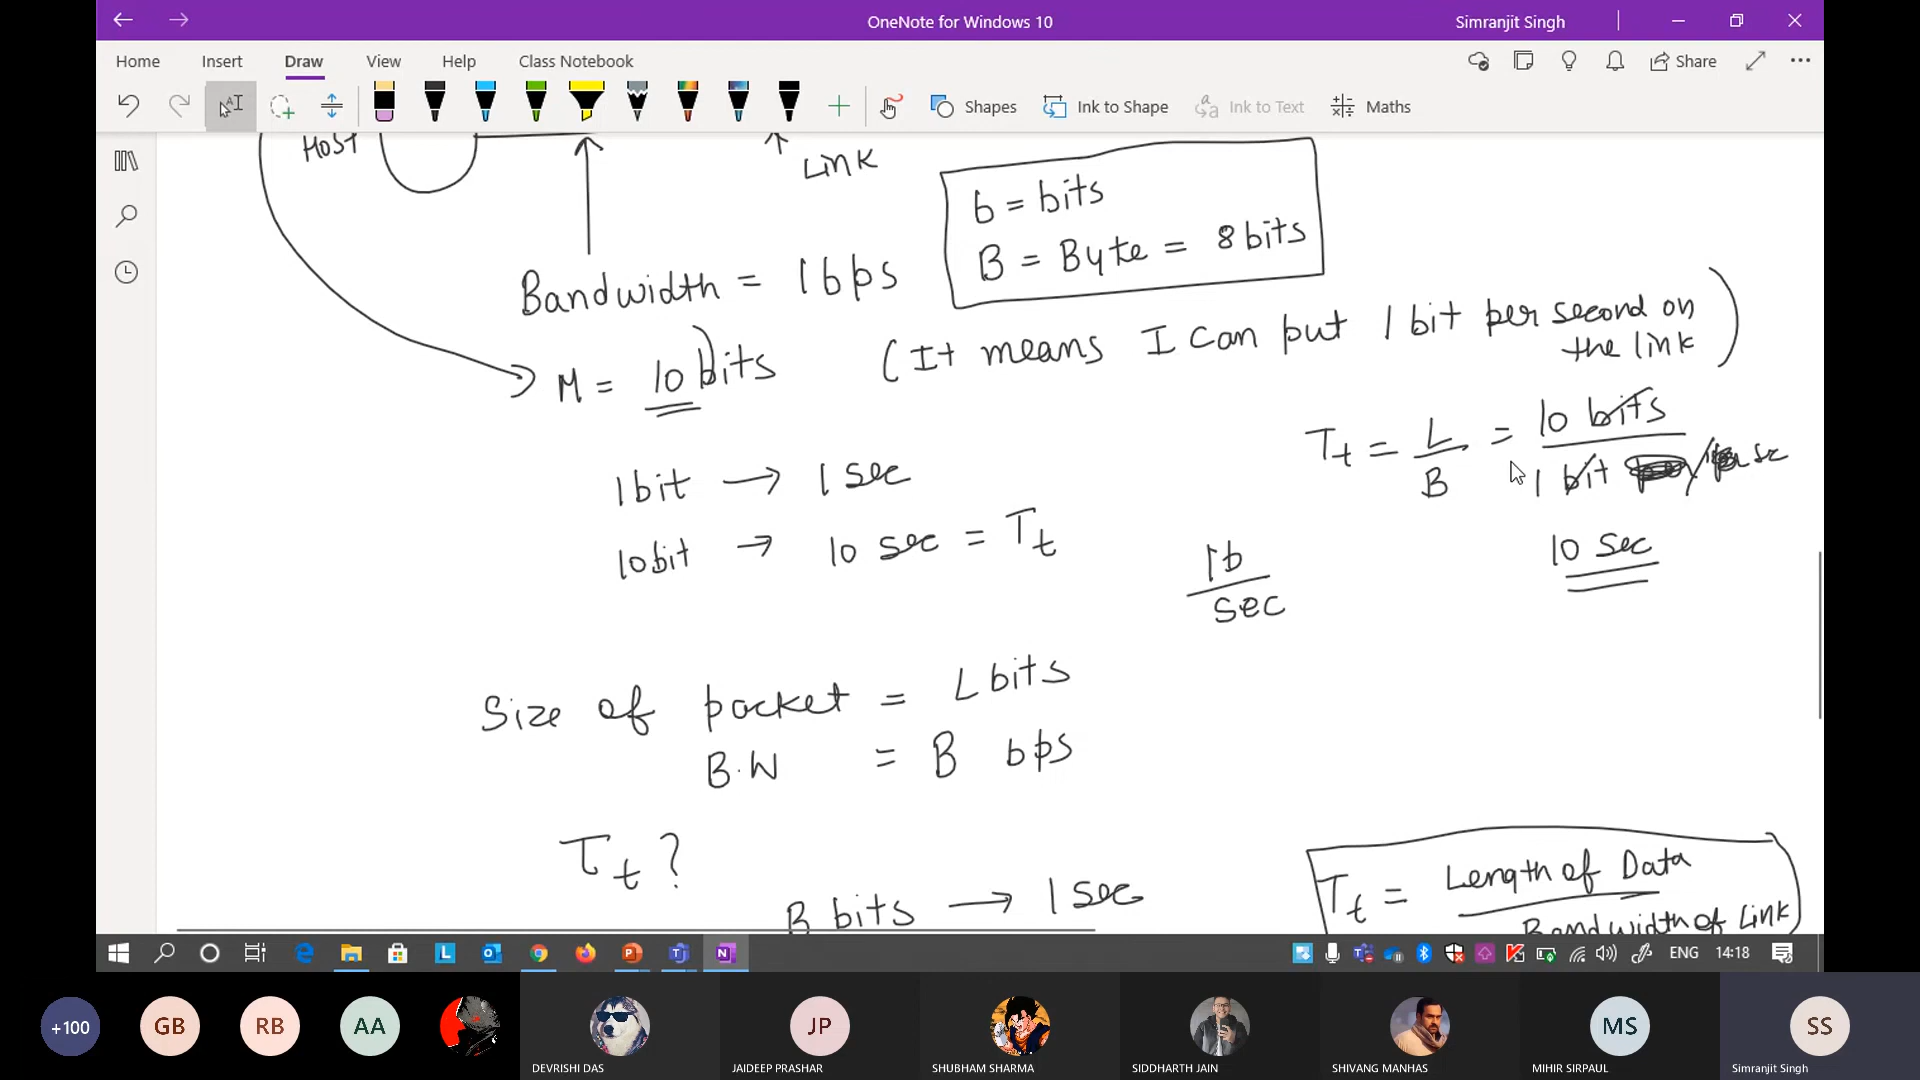 OneNote for Windows 10
Simranjit Singh
Home Insert Draw View Help Class Notebook
Share
Shapes Ink to Shape Ink to Text Maths
Host
Link
b = bits
B = Byte = 8 bits
Bandwidth = 1 bps
(It means I can put 1 bit per second on the link)
M = 10 bits
Tt = L / B = 10 bits / 1 bit / sec
10 sec
1 bit → 1 sec
10 bit → 10 sec = Tt
1b / sec
Size of packet = L bits
B.W = B bps
Tt ?
B bits → 1 sec
Tt = Length of Data / Bandwidth of Link
ENG 14:18
+100
GB
RB
AA
JP
MS
SS
DEVRISHI DAS
JAIDEEP PRASHAR
SHUBHAM SHARMA
SIDDHARTH JAIN
SHIVANG MANHAS
MIHIR SIRPAUL
Simranjit Singh